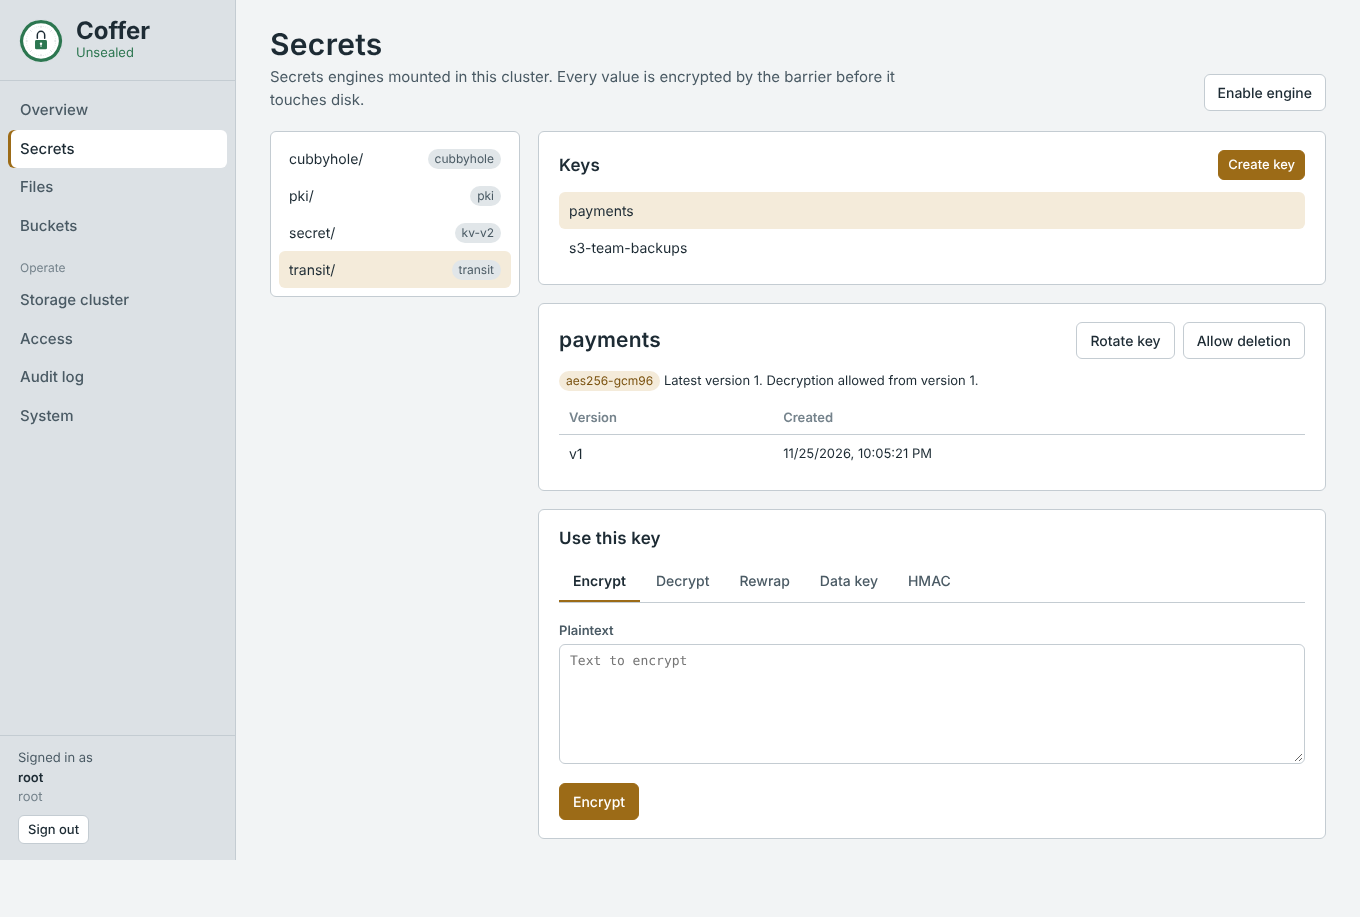 Coffer
Unsealed
Overview
Secrets
Files
Buckets
Operate
Storage cluster
Access
Audit log
System
Signed in as
root
root
Sign out
Secrets
Secrets engines mounted in this cluster. Every value is encrypted by the barrier before it
touches disk.
Enable engine
cubbyhole/ cubbyhole
pki/ pki
secret/ kv-v2
transit/ transit
Keys
Create key
payments
s3-team-backups
payments
Rotate key
Allow deletion
aes256-gcm96 Latest version 1. Decryption allowed from version 1.
Version Created
v1 11/25/2026, 10:05:21 PM
Use this key
Encrypt Decrypt Rewrap Data key HMAC
Plaintext
Text to encrypt
Encrypt